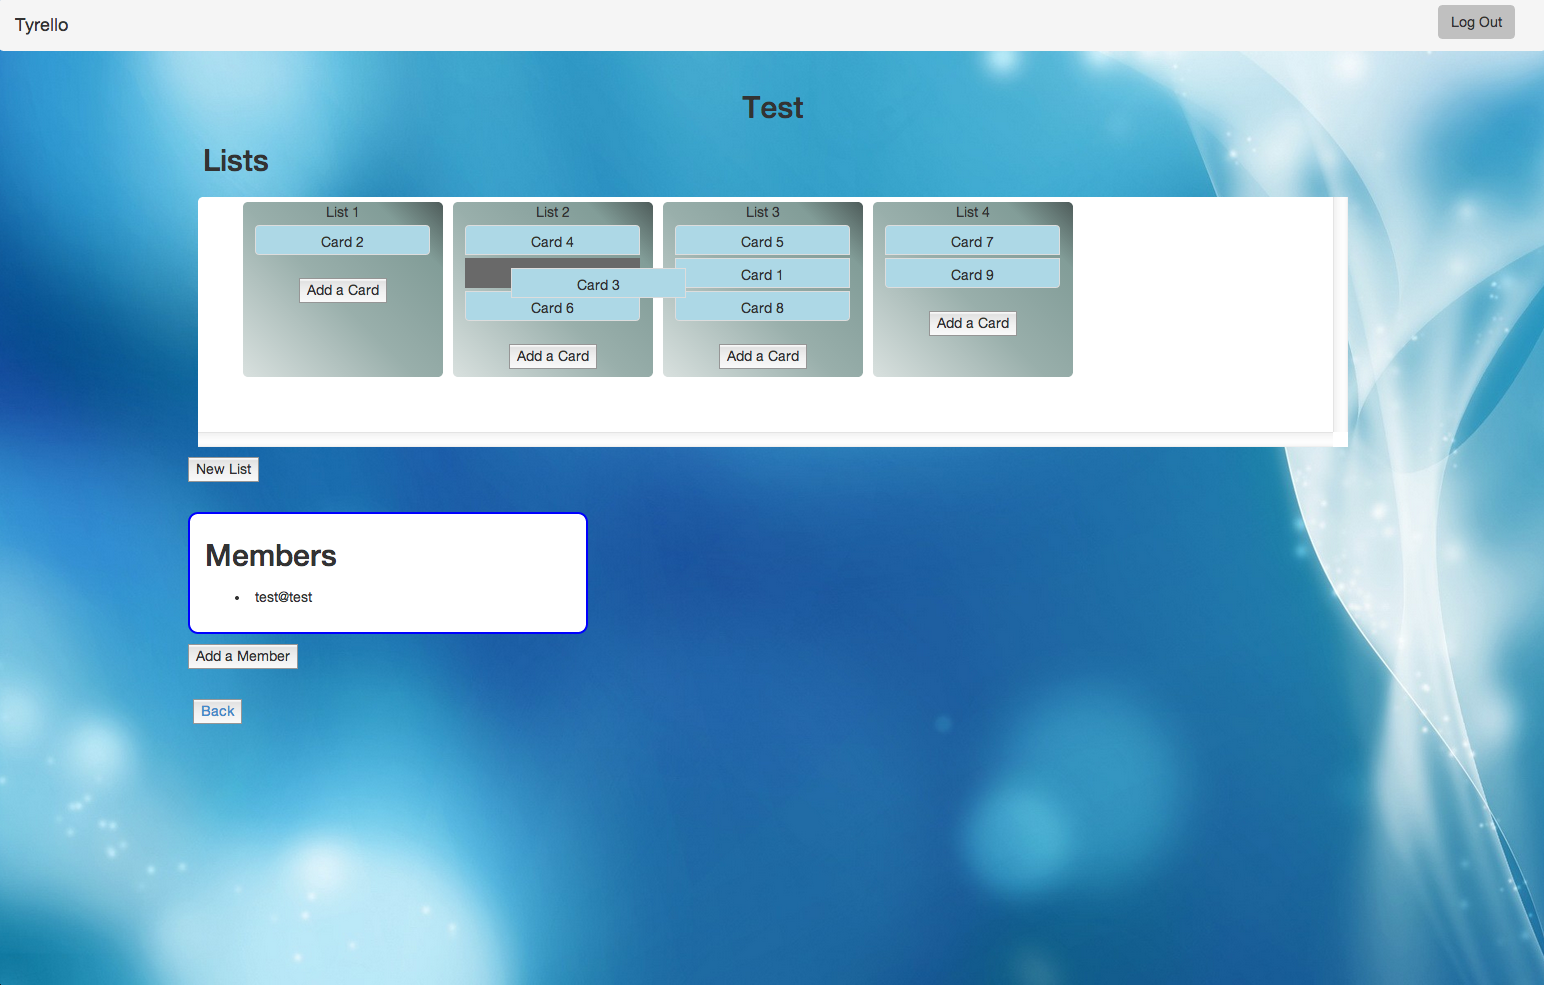 Tyrello
Log Out
Test
Lists
List 1
Card 2
Add a Card
List 2
Card 4
Card 3
Card 6
Add a Card
List 3
Card 5
Card 1
Card 8
Add a Card
List 4
Card 7
Card 9
Add a Card
New List
Members
• test@test
Add a Member
Back